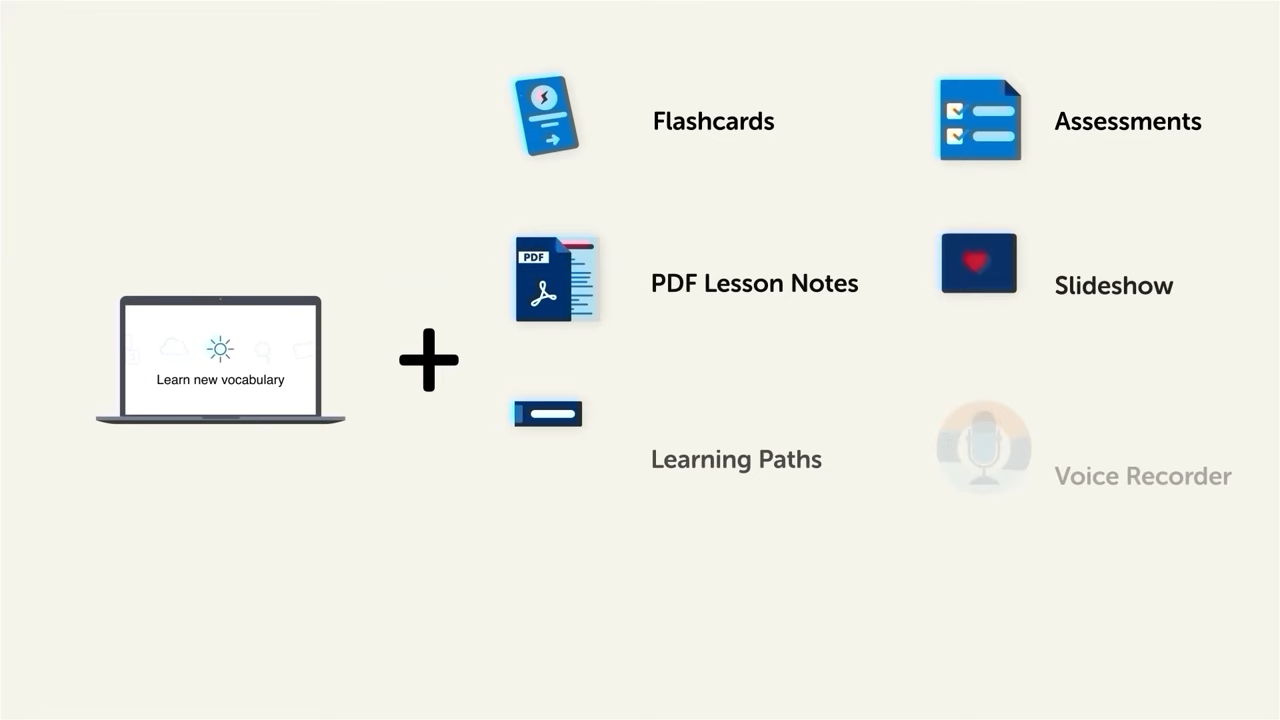 Flashcards
Assessments
PDF
PDF Lesson Notes
Slideshow
Learn new vocabulary
Learning Paths
Voice Recorder